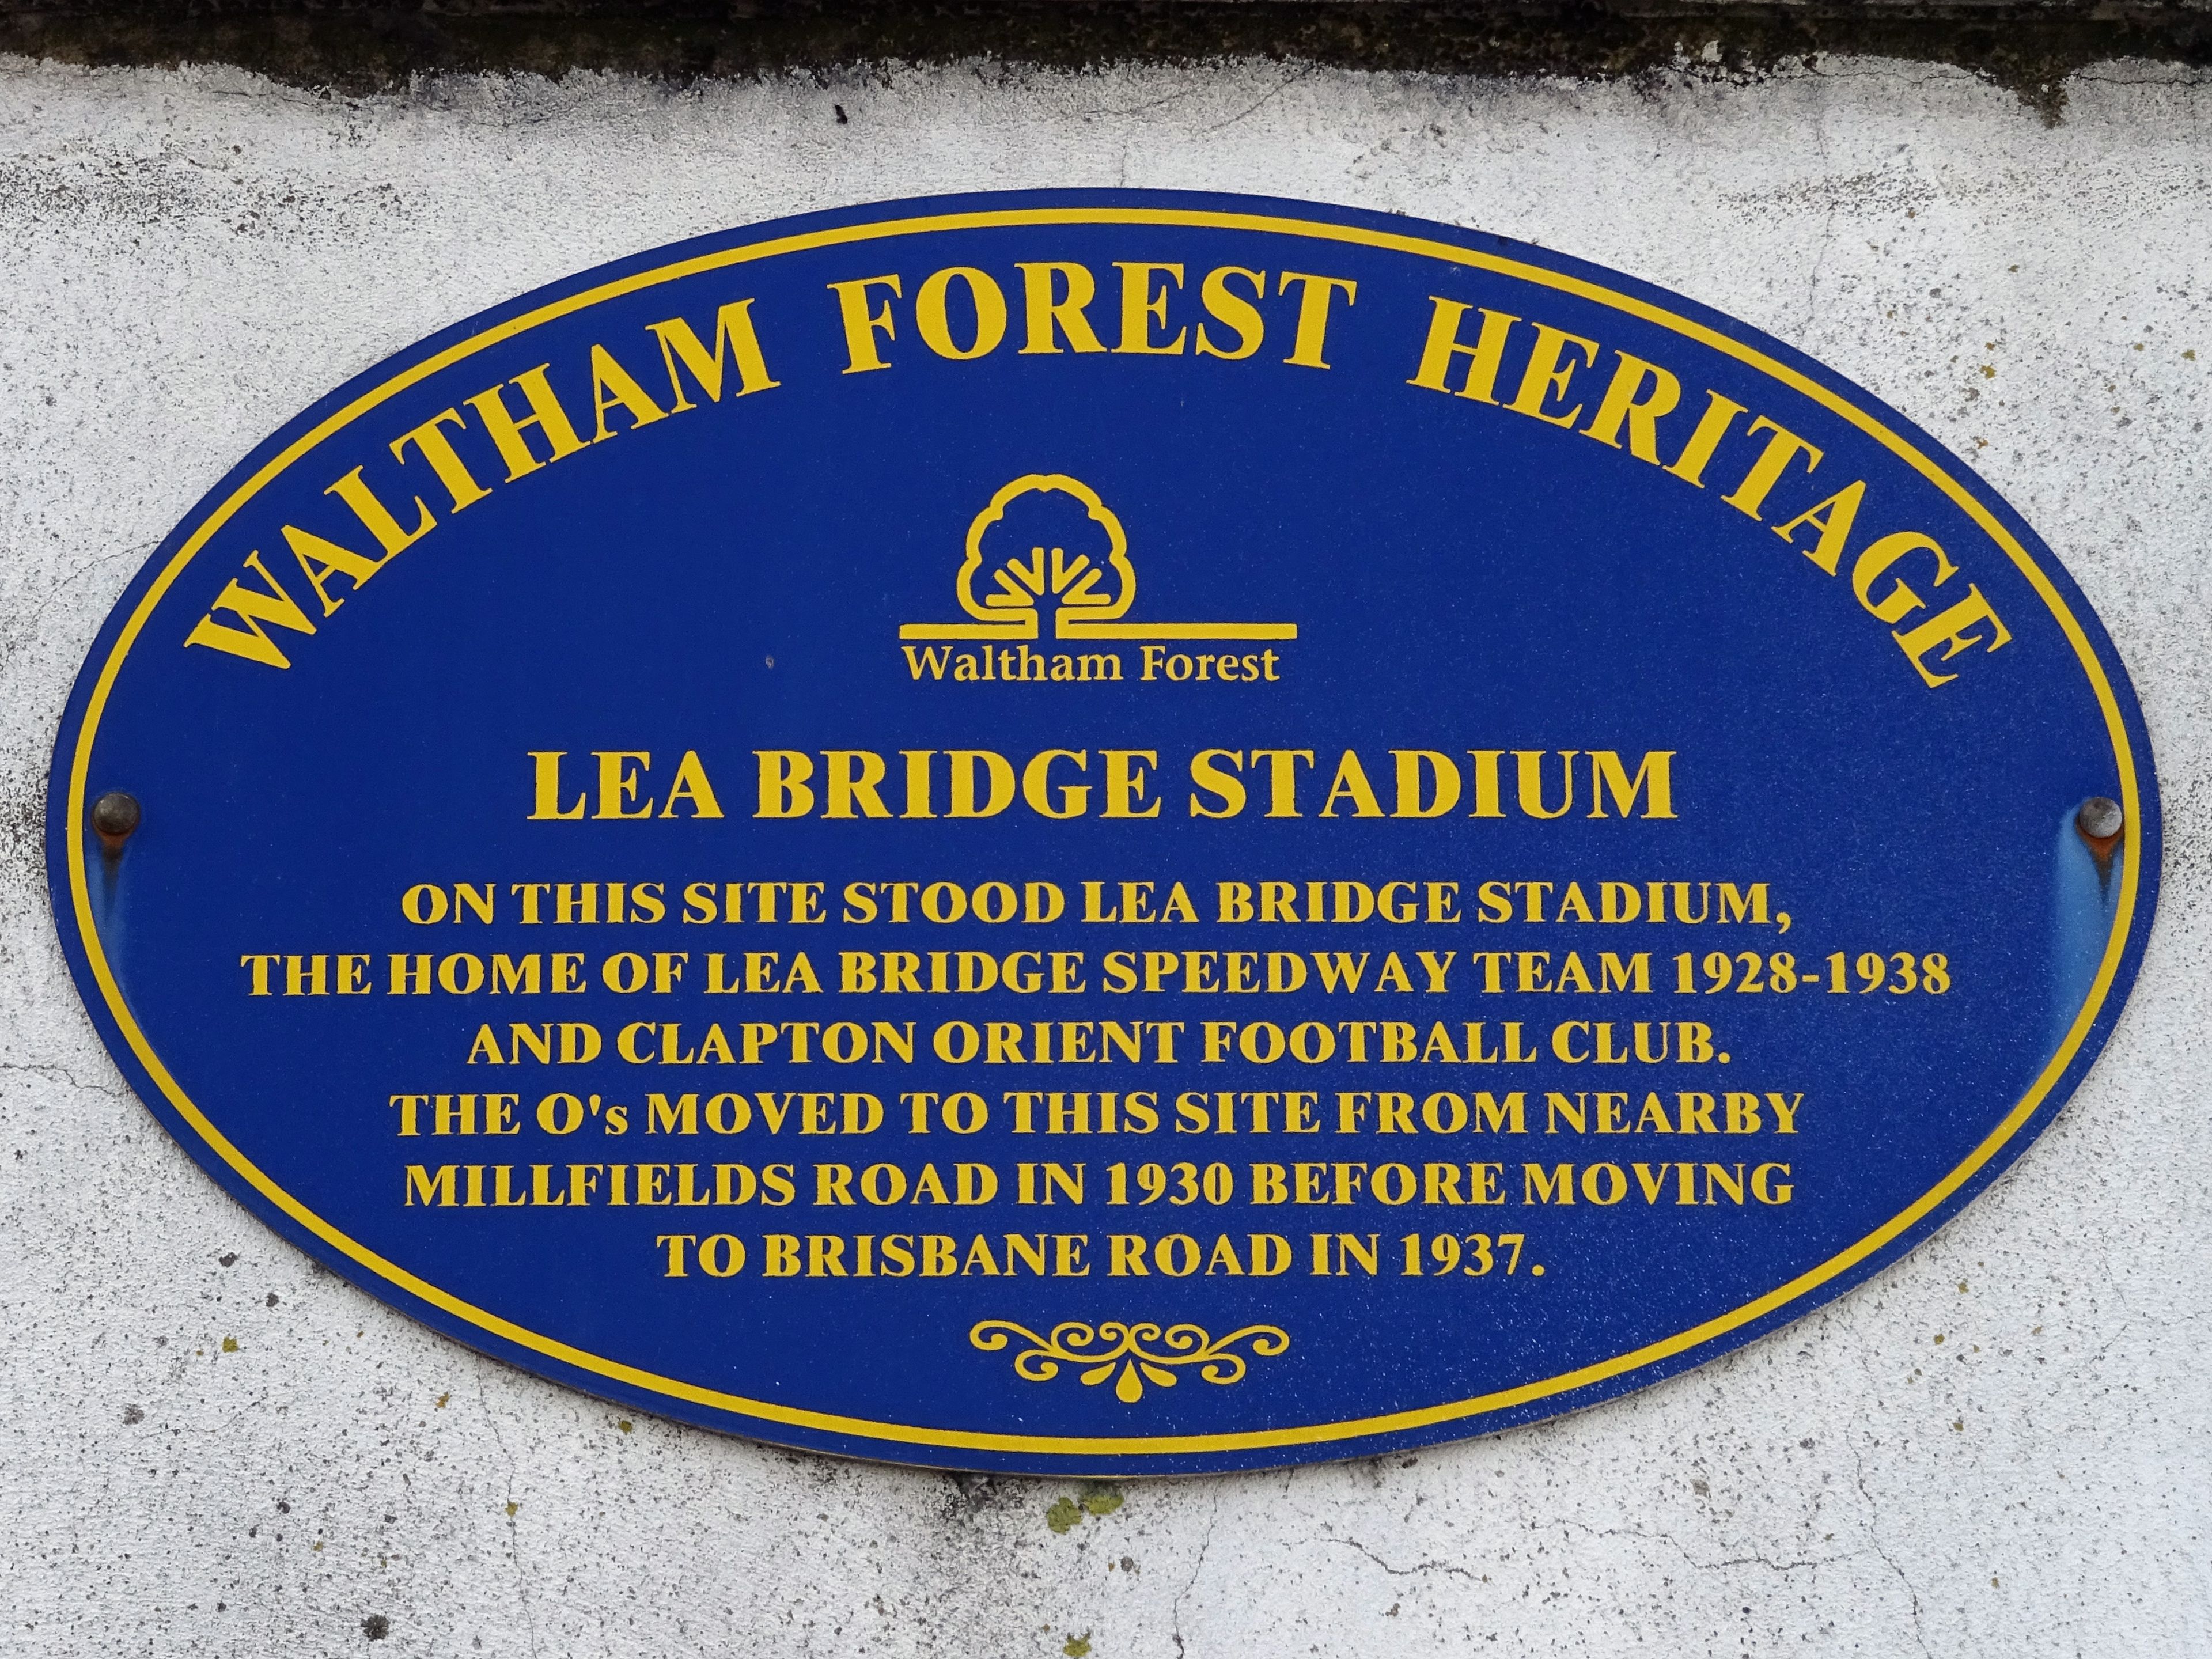 WALTHAM FOREST HERITAGE
Waltham Forest
LEA BRIDGE STADIUM
ON THIS SITE STOOD LEA BRIDGE STADIUM,
THE HOME OF LEA BRIDGE SPEEDWAY TEAM 1928-1938
AND CLAPTON ORIENT FOOTBALL CLUB.
THE O's MOVED TO THIS SITE FROM NEARBY
MILLFIELDS ROAD IN 1930 BEFORE MOVING
TO BRISBANE ROAD IN 1937.